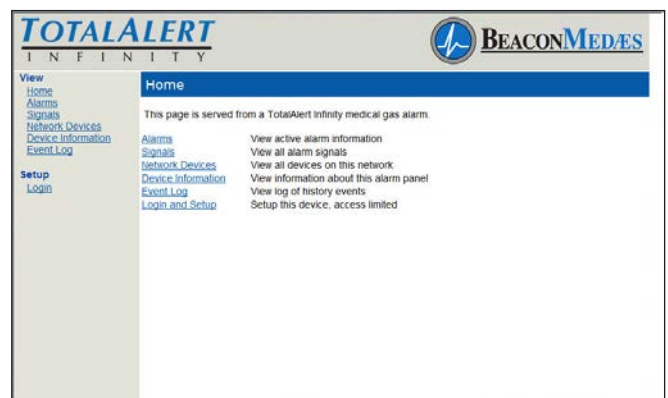 TOTALALERT
INFINITY
BEACONMEDÆS
View
Home
Alarms
Signals
Network Devices
Device Information
Event Log
Setup
Login
Home
This page is served from a TotalAlert Infinity medical gas alarm.
Alarms View active alarm information
Signals View all alarm signals
Network Devices View all devices on this network
Device Information View information about this alarm panel
Event Log View log of history events
Login and Setup Setup this device, access limited